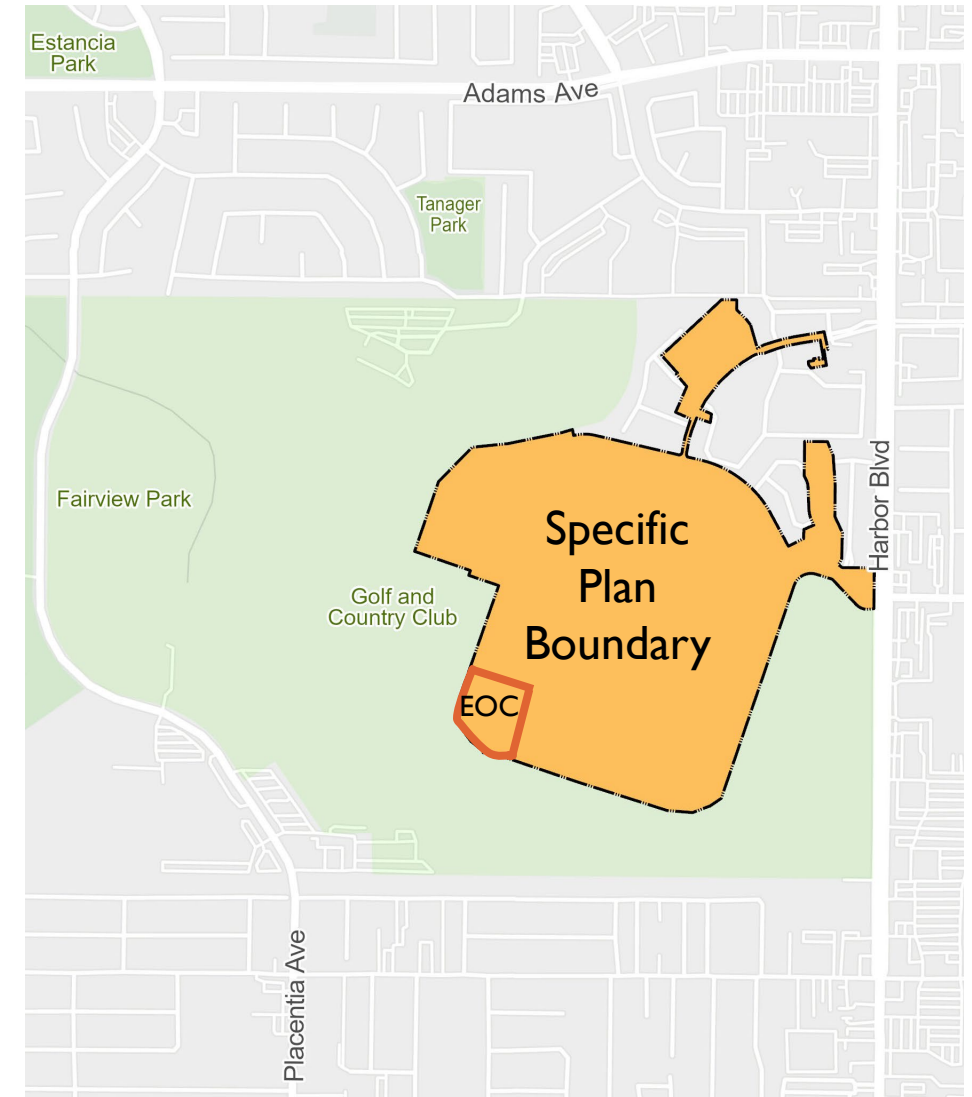 Estancia
Park
Adams Ave
Tanager
Park
Fairview Park
Golf and
Country Club
Specific
Plan
Boundary
EOC
Harbor Blvd
Placentia Ave